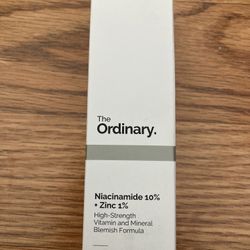 The
Ordinary.
Niacinamide 10%
+ Zinc 1%
High-Strength
Vitamin and Mineral
Blemish Formula